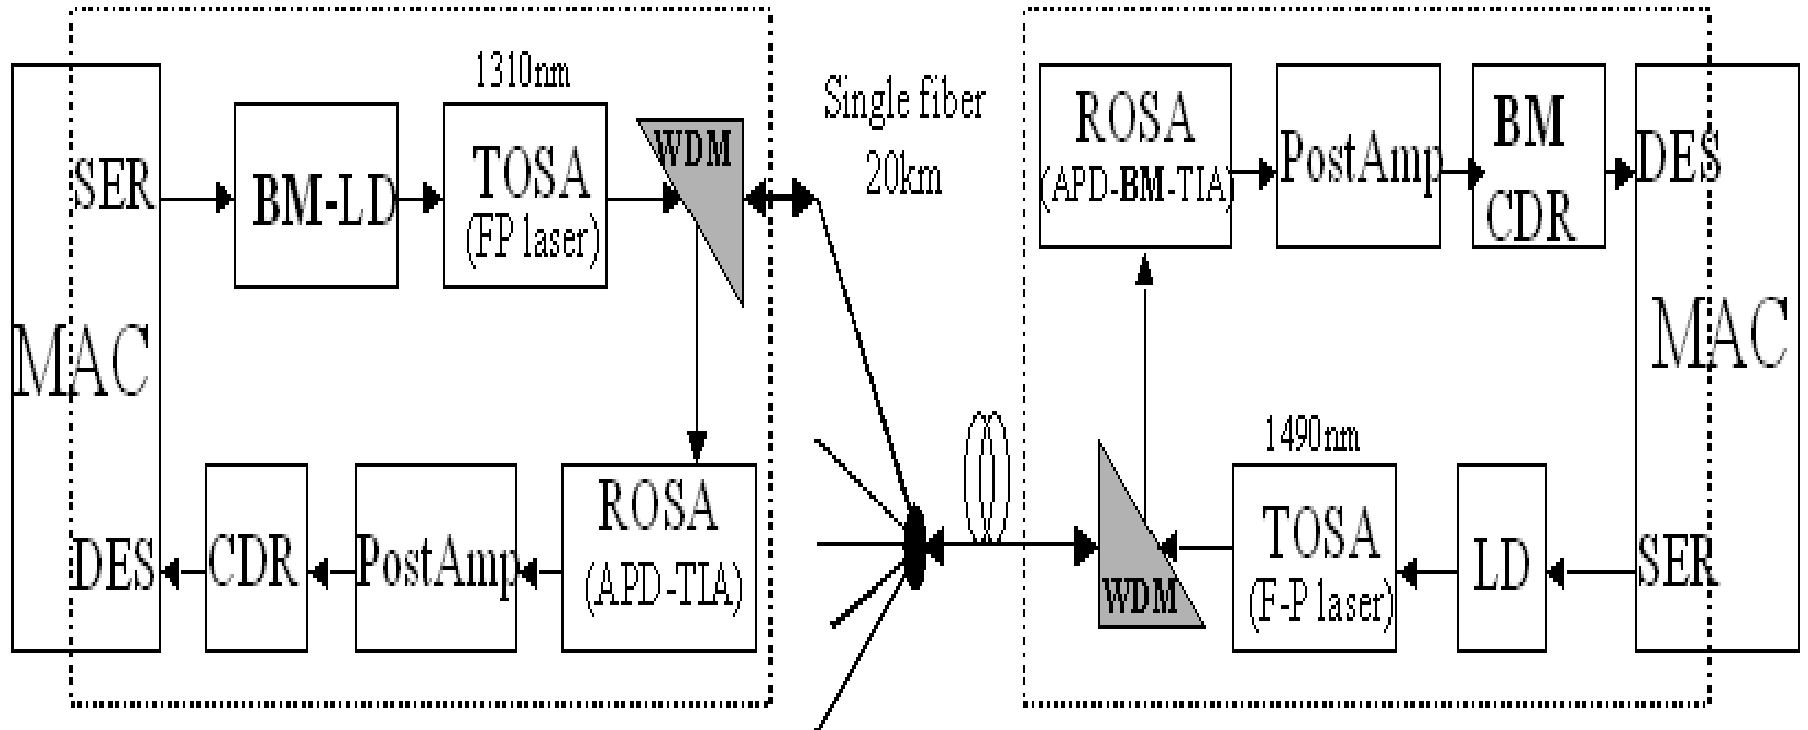 1310nm
SER
BM-LD
TOSA
(FP laser)
WDM
MAC
DES
CDR
PostAmp
ROSA
(APD-TIA)
Single fiber
20km
ROSA
(APD-BM-TIA)
PostAmp
BM
CDR
DES
MAC
1490nm
WDM
TOSA
(F-P laser)
LD
SER